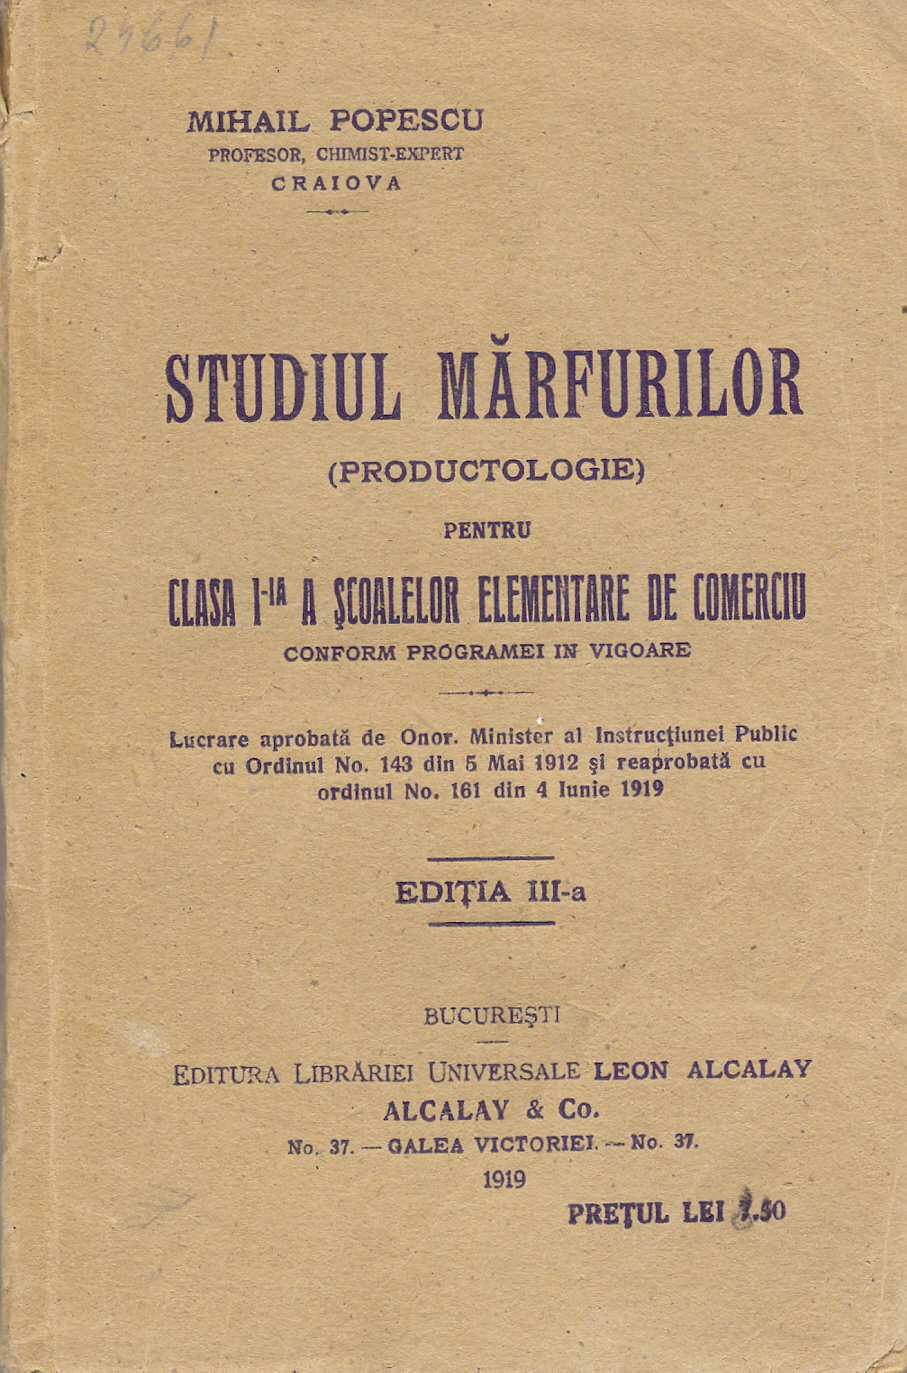 24661
MIHAIL POPESCU
PROFESOR, CHIMIST-EXPERT
CRAIOVA
STUDIUL MĂRFURILOR
(PRODUCTOLOGIE)
PENTRU
CLASA I-IA A ŞCOALELOR ELEMENTARE DE COMERCIU
CONFORM PROGRAMEI IN VIGOARE
Lucrare aprobată de Onor. Minister al Instrucţiunei Public
cu Ordinul No. 143 din 5 Mai 1912 şi reaprobată cu
ordinul No. 161 din 4 Iunie 1919
EDIŢIA III-a
BUCUREŞTI
EDITURA LIBRĂRIEI UNIVERSALE LEON ALCALAY
ALCALAY & Co.
No. 37. — GALEA VICTORIEI. — No. 37.
1919
PREŢUL LEI